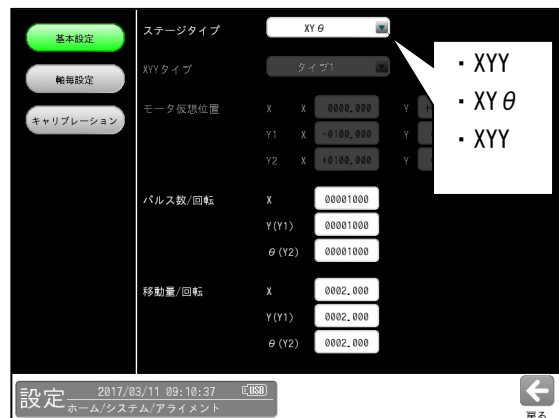 基本設定
軸毎設定
キャリブレーション
ステージタイプ XYθ
XYYタイプ タイプ1
モータ仮想位置 X X 0000.000 Y
Y1 X -0100.000 Y
Y2 X +0100.000 Y
パルス数/回転 X 00001000
Y(Y1) 00001000
θ(Y2) 00001000
移動量/回転 X 0002.000
Y(Y1) 0002.000
θ(Y2) 0002.000
・XYY
・XYθ
・XYY
設定 2017/03/11 09:10:37 USB
ホーム/システム/アライメント
戻る